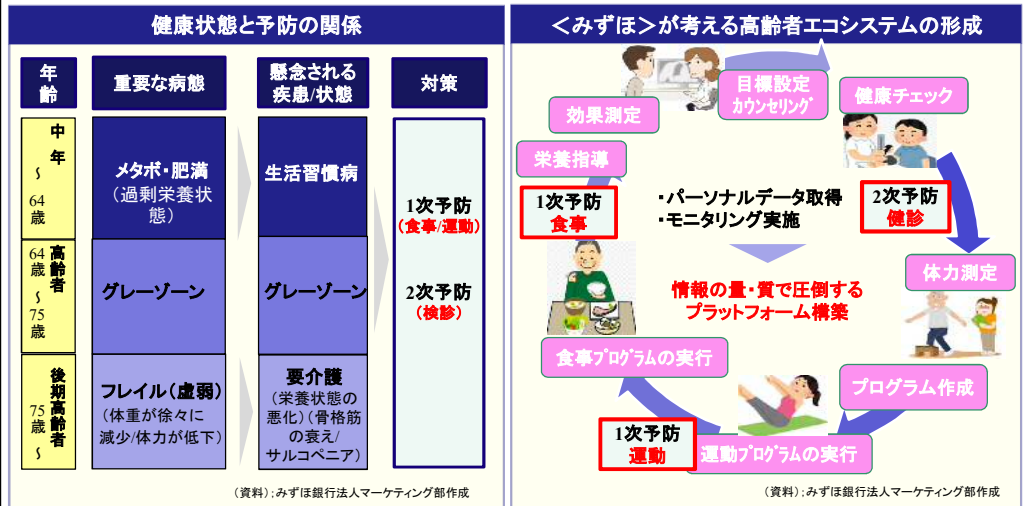 健康状態と予防の関係
年齢
重要な病態
懸念される
疾患/状態
対策
中年
～64歳
メタボ・肥満
（過剰栄養状
態）
生活習慣病
高齢者
64歳～75歳
グレーゾーン
グレーゾーン
後期高齢者
75歳～
フレイル（虚弱）
（体重が徐々に
減少/体力が低下）
要介護
（栄養状態の
悪化）（骨格筋
の衰え/
サルコペニア）
1次予防
（食事/運動）
2次予防
（検診）
（資料）：みずほ銀行法人マーケティング部作成
＜みずほ＞が考える高齢者エコシステムの形成
目標設定
ｶｳﾝｾﾘﾝｸﾞ
健康チェック
2次予防
健診
体力測定
プログラム作成
運動ﾌﾟﾛｸﾞﾗﾑの実行
1次予防
運動
食事ﾌﾟﾛｸﾞﾗﾑの実行
1次予防
食事
栄養指導
効果測定
・パーソナルデータ取得
・モニタリング実施
情報の量・質で圧倒する
プラットフォーム構築
（資料）：みずほ銀行法人マーケティング部作成